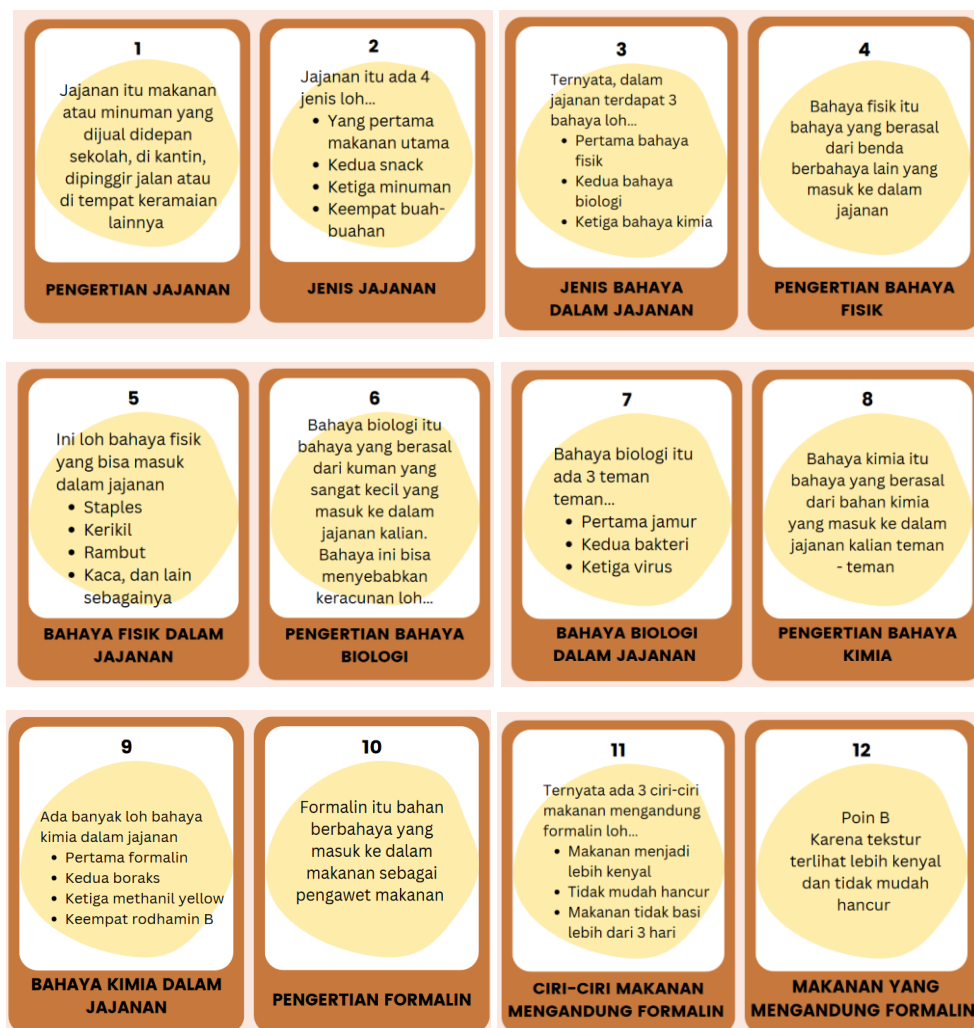 1
Jajanan itu makanan
atau minuman yang
dijual didepan
sekolah, di kantin,
dipinggir jalan atau
di tempat keramaian
lainnya
PENGERTIAN JAJANAN
2
Jajanan itu ada 4
jenis loh...
• Yang pertama
makanan utama
• Kedua snack
• Ketiga minuman
• Keempat buah-
buahan
JENIS JAJANAN
3
Ternyata, dalam
jajanan terdapat 3
bahaya loh...
• Pertama bahaya
fisik
• Kedua bahaya
biologi
• Ketiga bahaya kimia
JENIS BAHAYA
DALAM JAJANAN
4
Bahaya fisik itu
bahaya yang berasal
dari benda
berbahaya lain yang
masuk ke dalam
jajanan
PENGERTIAN BAHAYA
FISIK
5
Ini loh bahaya fisik
yang bisa masuk
dalam jajanan
• Staples
• Kerikil
• Rambut
• Kaca, dan lain
sebagainya
BAHAYA FISIK DALAM
JAJANAN
6
Bahaya biologi itu
bahaya yang berasal
dari kuman yang
sangat kecil yang
masuk ke dalam
jajanan kalian.
Bahaya ini bisa
menyebabkan
keracunan loh...
PENGERTIAN BAHAYA
BIOLOGI
7
Bahaya biologi itu
ada 3 teman
teman...
• Pertama jamur
• Kedua bakteri
• Ketiga virus
BAHAYA BIOLOGI
DALAM JAJANAN
8
Bahaya kimia itu
bahaya yang berasal
dari bahan kimia
yang masuk ke dalam
jajanan kalian teman
- teman
PENGERTIAN BAHAYA
KIMIA
9
Ada banyak loh bahaya
kimia dalam jajanan
• Pertama formalin
• Kedua boraks
• Ketiga methanil yellow
• Keempat rodhamin B
BAHAYA KIMIA DALAM
JAJANAN
10
Formalin itu bahan
berbahaya yang
masuk ke dalam
makanan sebagai
pengawet makanan
PENGERTIAN FORMALIN
11
Ternyata ada 3 ciri-ciri
makanan mengandung
formalin loh...
• Makanan menjadi
lebih kenyal
• Tidak mudah hancur
• Makanan tidak basi
lebih dari 3 hari
CIRI-CIRI MAKANAN
MENGANDUNG FORMALIN
12
Poin B
Karena tekstur
terlihat lebih kenyal
dan tidak mudah
hancur
MAKANAN YANG
MENGANDUNG FORMALIN